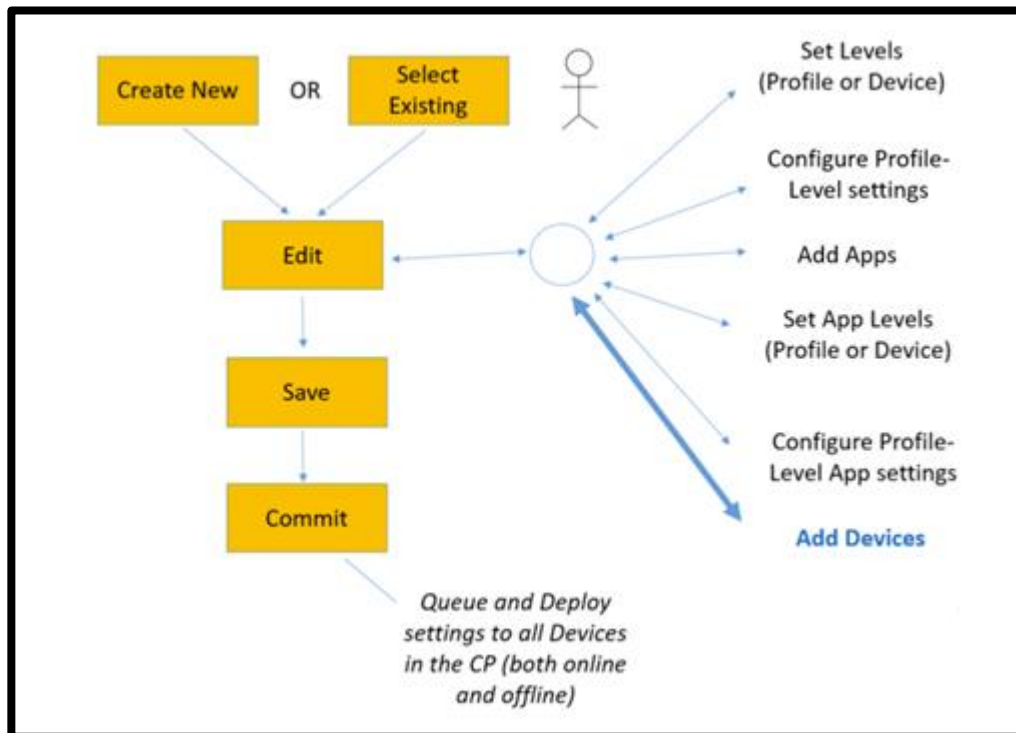 Create New
OR
Select
Existing
Edit
Save
Commit
Queue and Deploy
settings to all Devices
in the CP (both online
and offline)
Set Levels
(Profile or Device)
Configure Profile-
Level settings
Add Apps
Set App Levels
(Profile or Device)
Configure Profile-
Level App settings
Add Devices